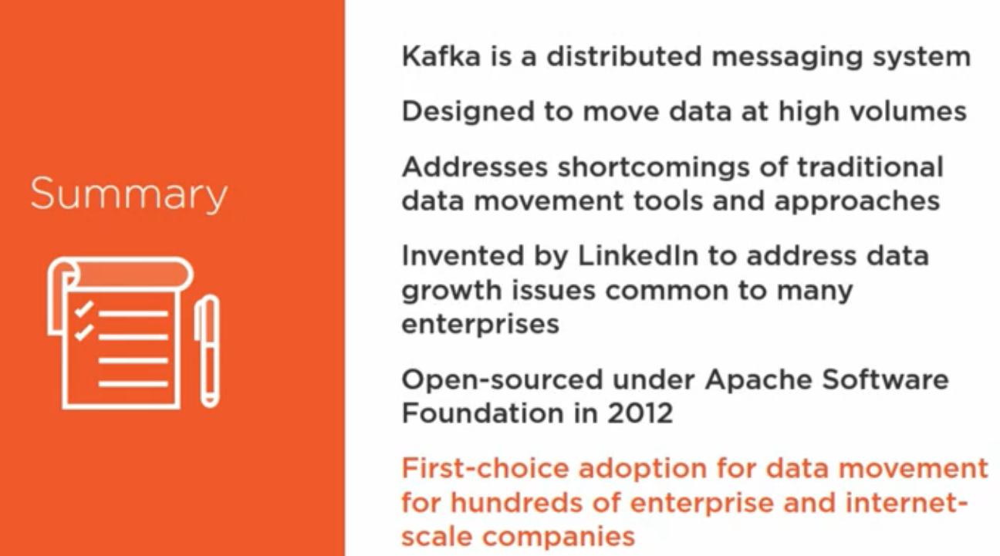 Summary
Kafka is a distributed messaging system
Designed to move data at high volumes
Addresses shortcomings of traditional
data movement tools and approaches
Invented by LinkedIn to address data
growth issues common to many
enterprises
Open-sourced under Apache Software
Foundation in 2012
First-choice adoption for data movement
for hundreds of enterprise and internet-
scale companies